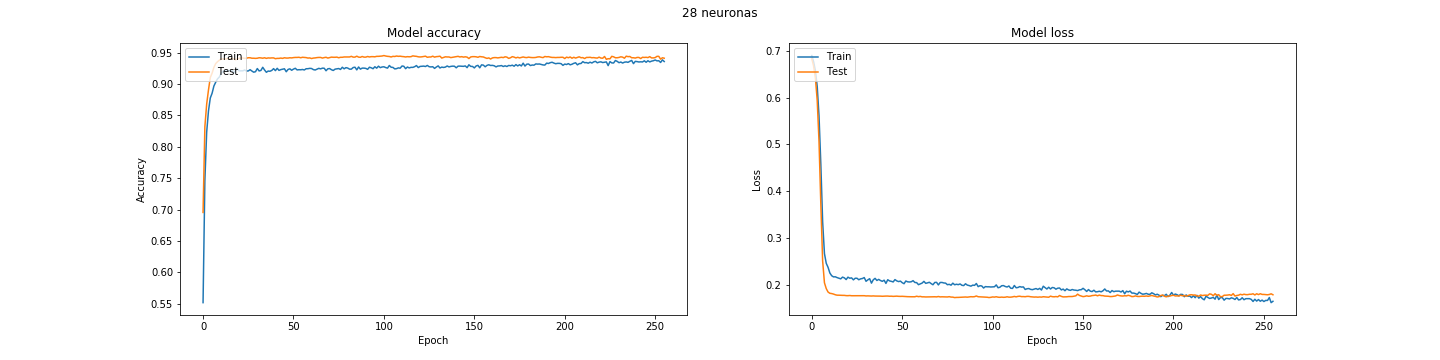 28 neuronas
Model accuracy
Train
Test
0.95
0.90
0.85
0.80
0.75
0.70
0.65
0.60
0.55
Accuracy
0 50 100 150 200 250
Epoch
Model loss
Train
Test
0.7
0.6
0.5
0.4
0.3
0.2
Loss
0 50 100 150 200 250
Epoch